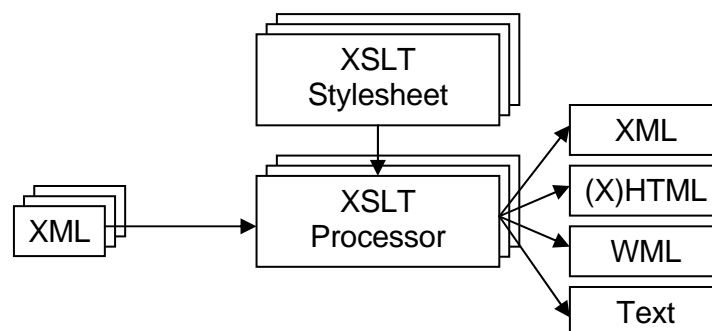 XSLT
Stylesheet
XML
XSLT
Processor
XML
(X)HTML
WML
Text